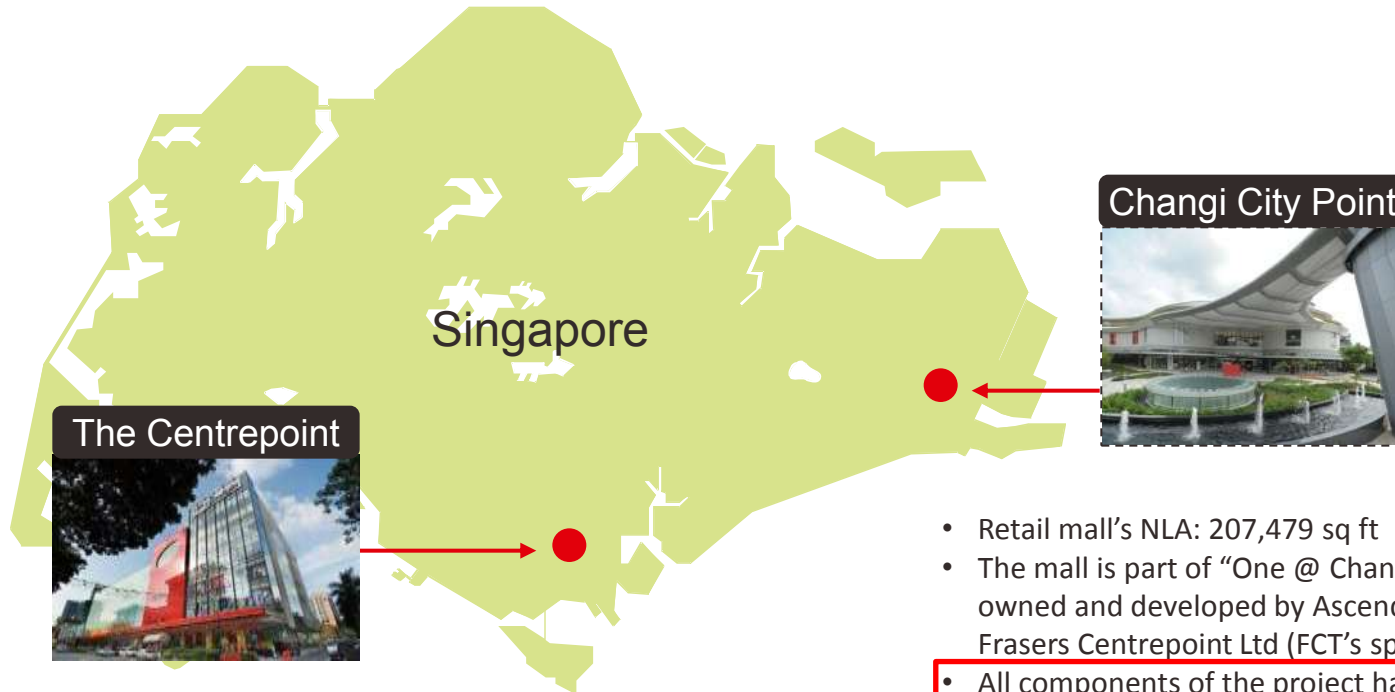 Changi City Point
Singapore
The Centrepoint
• Retail mall’s NLA: 207,479 sq ft
• The mall is part of “One @ Chan
owned and developed by Ascend
Frasers Centrepoint Ltd (FCT’s sp
• All components of the project ha